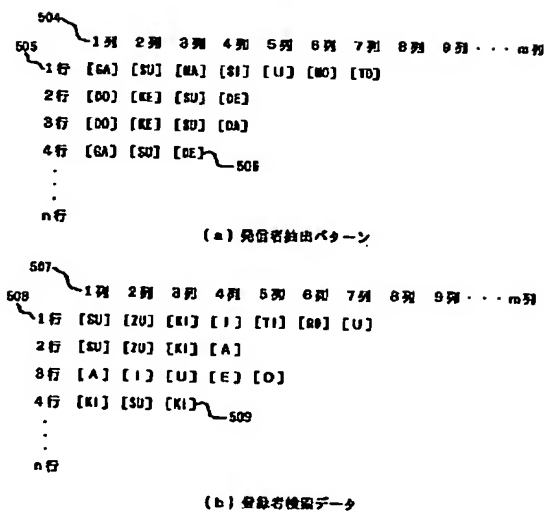 504
1列 2列 3列 4列 5列 6列 7列 8列 9列・・・m列
505
1行 [GA] [SU] [MA] [SI] [U] [MO] [TO]
2行 [DO] [KE] [SU] [DE]
3行 [DO] [KE] [SU] [DA]
4行 [GA] [SU] [DE] 506
・
・
・
n行
(a) 発信者抽出パターン
507
1列 2列 3列 4列 5列 6列 7列 8列 9列・・・m列
508
1行 [SU] [ZU] [KI] [I] [TI] [RO] [U]
2行 [SU] [ZU] [KI] [A]
3行 [A] [I] [U] [E] [O]
4行 [KI] [SU] [KI] 509
・
・
・
n行
(b) 登録者検索データ